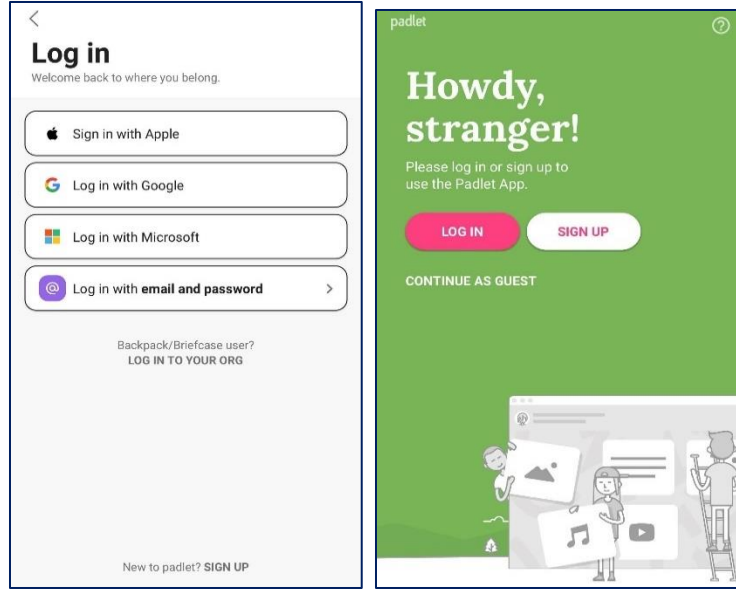 Log in
Welcome back to where you belong.
Sign in with Apple
Log in with Google
Log in with Microsoft
Log in with email and password
Backpack/Briefcase user?
LOG IN TO YOUR ORG
New to padlet? SIGN UP
padlet
Howdy,
stranger!
Please log in or sign up to
use the Padlet App.
LOG IN
SIGN UP
CONTINUE AS GUEST